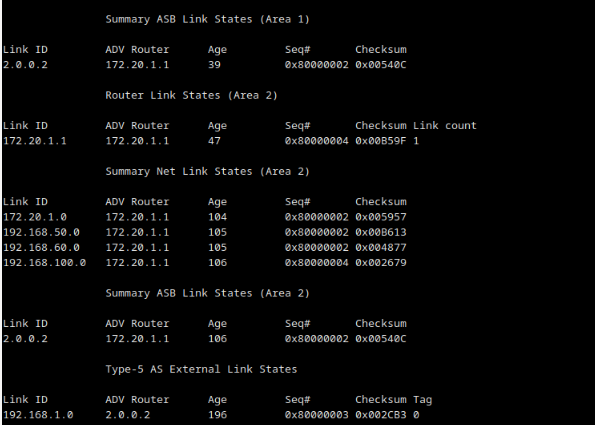 Summary ASB Link States (Area 1)
Link ID ADV Router Age Seq# Checksum
2.0.0.2 172.20.1.1 39 0x80000002 0x00540C
Router Link States (Area 2)
Link ID ADV Router Age Seq# Checksum Link count
172.20.1.1 172.20.1.1 47 0x80000004 0x00B59F 1
Summary Net Link States (Area 2)
Link ID ADV Router Age Seq# Checksum
172.20.1.0 172.20.1.1 104 0x80000002 0x005957
192.168.50.0 172.20.1.1 105 0x80000002 0x00B613
192.168.60.0 172.20.1.1 105 0x80000002 0x004877
192.168.100.0 172.20.1.1 106 0x80000004 0x002679
Summary ASB Link States (Area 2)
Link ID ADV Router Age Seq# Checksum
2.0.0.2 172.20.1.1 106 0x80000002 0x00540C
Type-5 AS External Link States
Link ID ADV Router Age Seq# Checksum Tag
192.168.1.0 2.0.0.2 196 0x80000003 0x002CB3 0